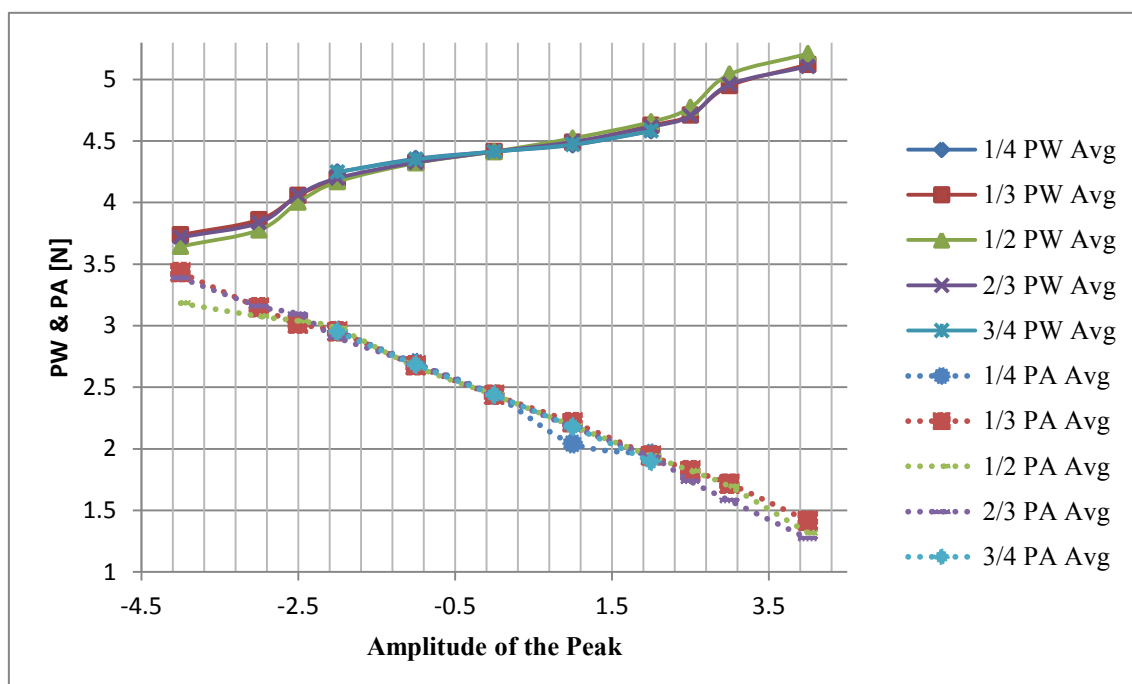 5
4.5
4
3.5
3
2.5
2
1.5
1
-4.5 -2.5 -0.5 1.5 3.5
PW & PA [N]
Amplitude of the Peak
1/4 PW Avg
1/3 PW Avg
1/2 PW Avg
2/3 PW Avg
3/4 PW Avg
1/4 PA Avg
1/3 PA Avg
1/2 PA Avg
2/3 PA Avg
3/4 PA Avg